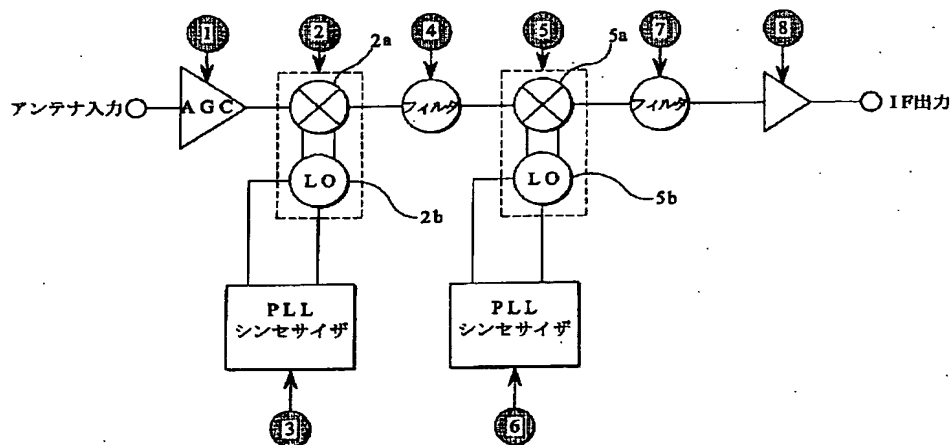 1
2
2a
4
5
5a
7
8
アンテナ入力
AGC
フィルタ
フィルタ
IF出力
LO
2b
LO
5b
PLL
シンセサイザ
PLL
シンセサイザ
3
6